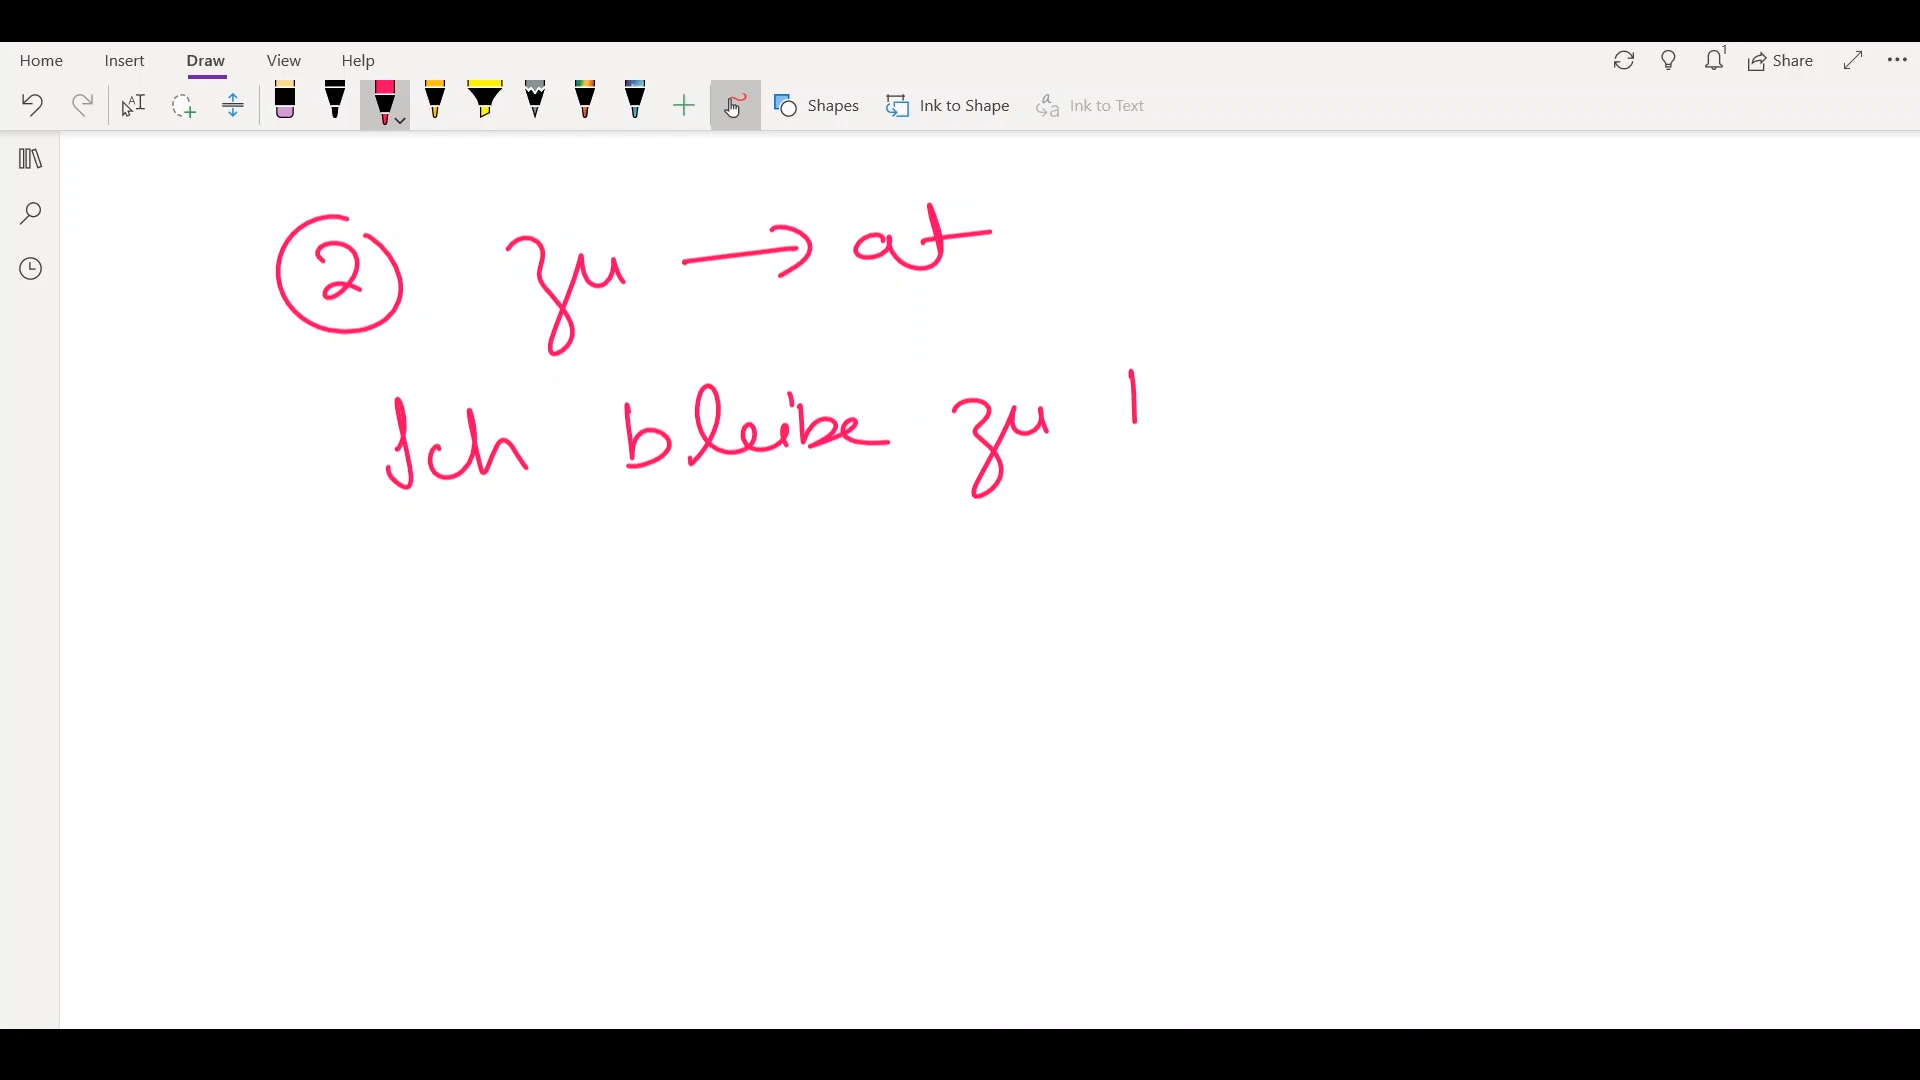 Home Insert Draw View Help 1 Share
Shapes Ink to Shape Ink to Text
2 zu → at
Ich bleibe zu